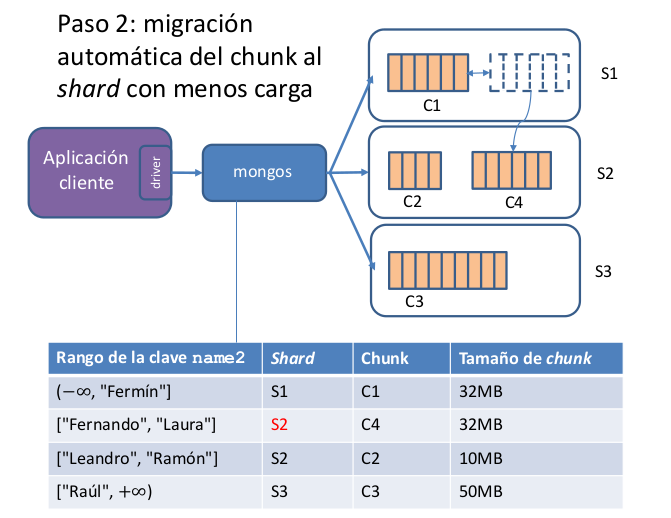 Paso 2: migración
automática del chunk al
shard con menos carga
S1
C1
Aplicación
cliente
driver
mongos
S2
C2
C4
S3
C3
Rango de la clave name2 Shard Chunk Tamaño de chunk
(−∞, "Fermín"] S1 C1 32MB
["Fernando", "Laura"] S2 C4 32MB
["Leandro", "Ramón"] S2 C2 10MB
["Raúl", +∞) S3 C3 50MB